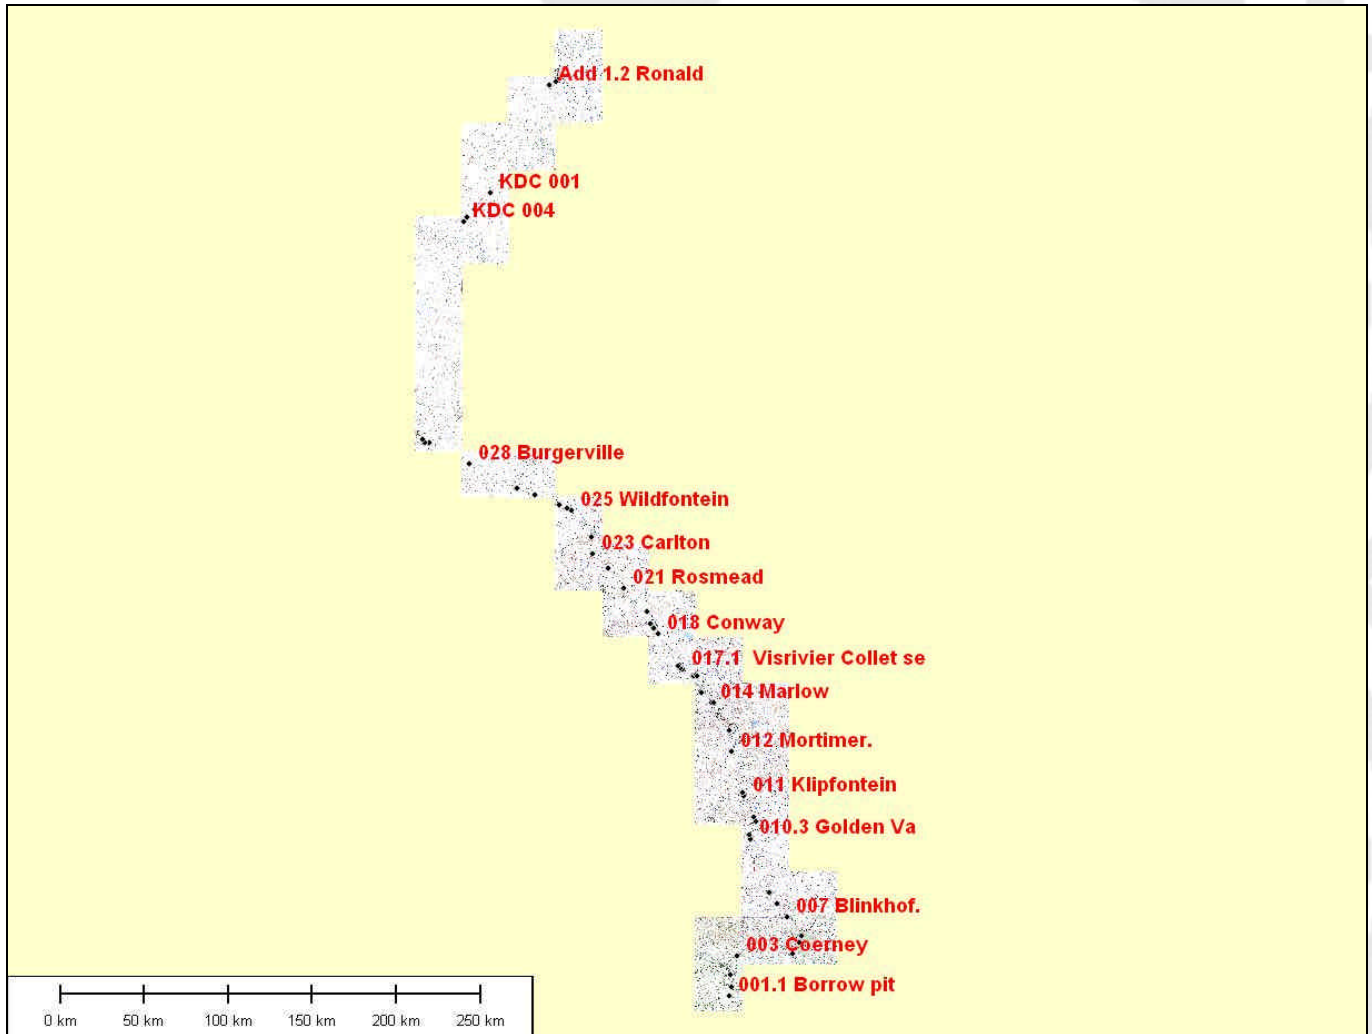 Add 1.2 Ronald
KDC 001
KDC 004
028 Burgerville
025 Wildfontein
023 Carlton
021 Rosmead
018 Conway
017.1 Visrivier Collet se
014 Marlow
012 Mortimer.
011 Klipfontein
010.3 Golden Va
007 Blinkhof.
003 Coerney
001.1 Borrow pit
0 km 50 km 100 km 150 km 200 km 250 km